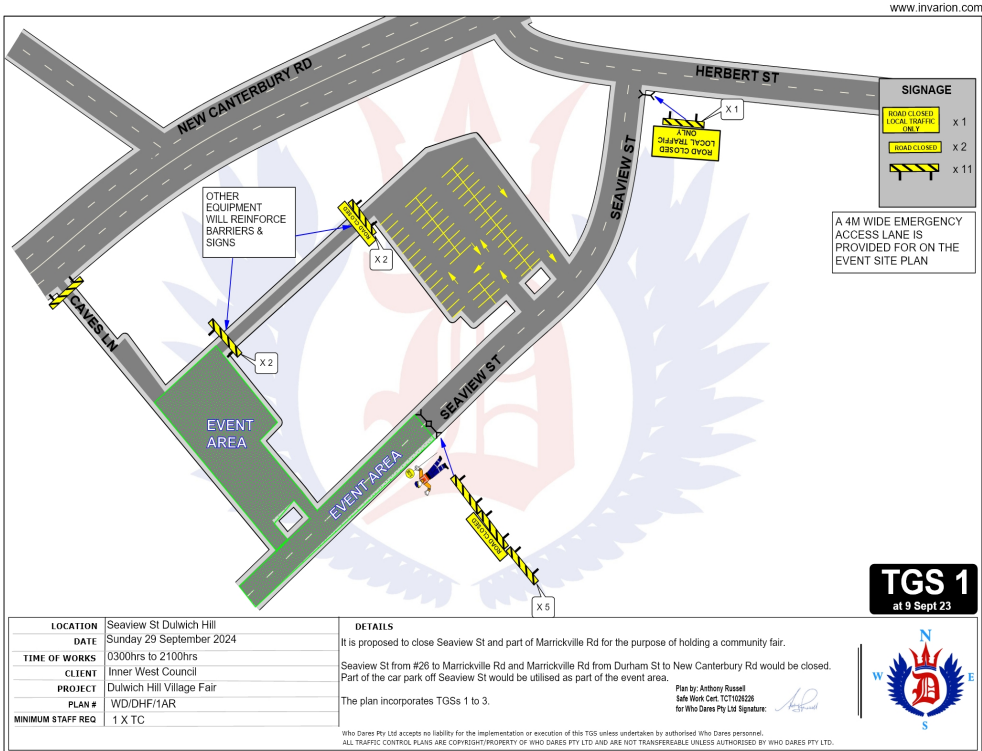 www.invarion.com
NEW CANTERBURY RD
HERBERT ST
SIGNAGE
ROAD CLOSED
LOCAL TRAFFIC
ONLY
x 1
ROAD CLOSED
x 2
x 11
X 1
ROAD CLOSED
LOCAL TRAFFIC
ONLY
SEAVIEW ST
OTHER
EQUIPMENT
WILL REINFORCE
BARRIERS &
SIGNS
ROAD CLOSED
X 2
A 4M WIDE EMERGENCY
ACCESS LANE IS
PROVIDED FOR ON THE
EVENT SITE PLAN
CAVES LN
X 2
SEAVIEW ST
EVENT
AREA
EVENT AREA
ROAD CLOSED
X 5
TGS 1
at 9 Sept 23
LOCATION Seaview St Dulwich Hill
DATE Sunday 29 September 2024
TIME OF WORKS 0300hrs to 2100hrs
CLIENT Inner West Council
PROJECT Dulwich Hill Village Fair
PLAN # WD/DHF/1AR
MINIMUM STAFF REQ 1 X TC
DETAILS
It is proposed to close Seaview St and part of Marrickville Rd for the purpose of holding a community fair.
Seaview St from #26 to Marrickville Rd and Marrickville Rd from Durham St to New Canterbury Rd would be closed.
Part of the car park off Seaview St would be utilised as part of the event area.
The plan incorporates TGSs 1 to 3.
Plan by: Anthony Russell
Safe Work Cert. TCT1026226
for Who Dares Pty Ltd Signature:
Who Dares Pty Ltd accepts no liability for the implementation or execution of this TGS unless undertaken by authorised Who Dares personnel.
ALL TRAFFIC CONTROL PLANS ARE COPYRIGHT/PROPERTY OF WHO DARES PTY LTD AND ARE NOT TRANSFEREABLE UNLESS AUTHORISED BY WHO DARES PTY LTD.
N
W
E
D
S